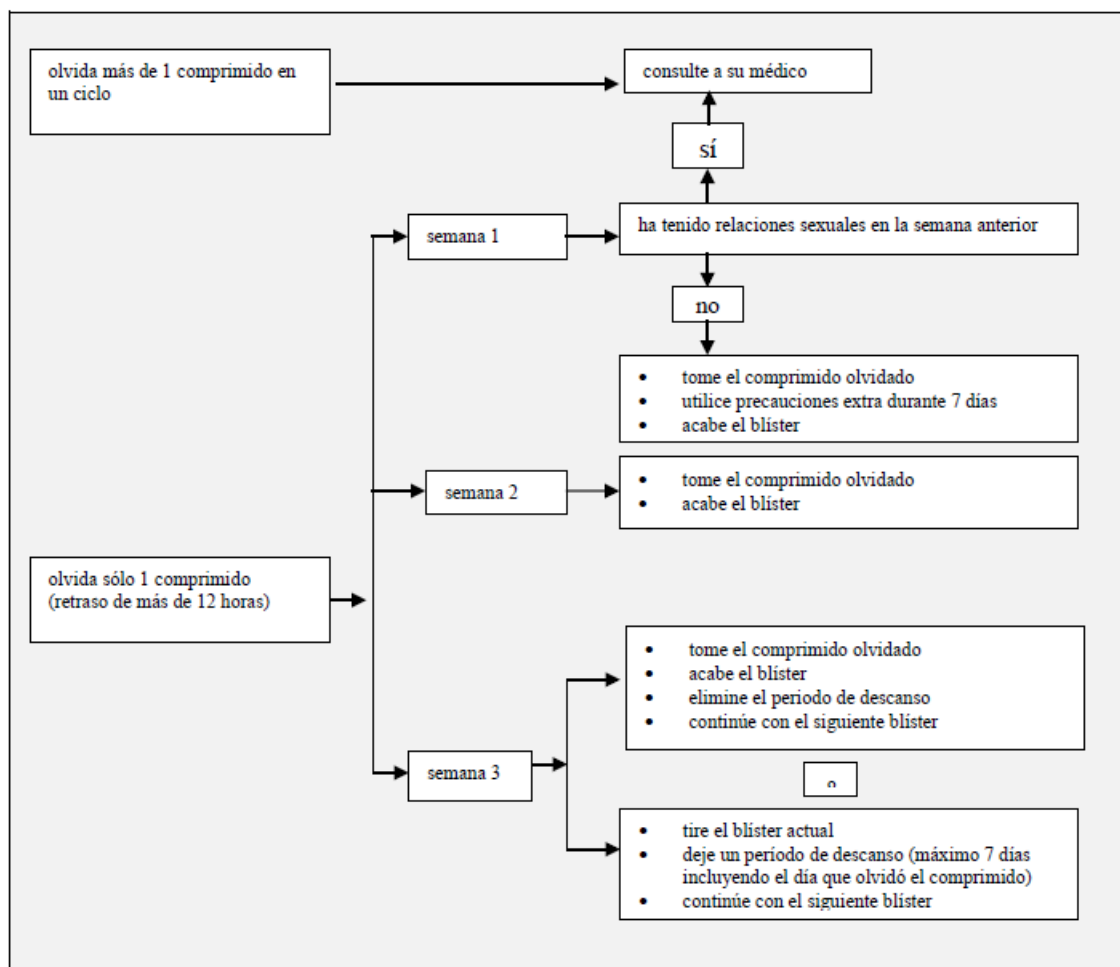 olvida más de 1 comprimido en
un ciclo
consulte a su médico
sí
semana 1
ha tenido relaciones sexuales en la semana anterior
no
• tome el comprimido olvidado
• utilice precauciones extra durante 7 días
• acabe el blíster
semana 2
• tome el comprimido olvidado
• acabe el blíster
olvida sólo 1 comprimido
(retraso de más de 12 horas)
• tome el comprimido olvidado
• acabe el blíster
• elimine el periodo de descanso
• continúe con el siguiente blíster
semana 3
o
• tire el blíster actual
• deje un período de descanso (máximo 7 días
incluyendo el día que olvidó el comprimido)
• continúe con el siguiente blíster